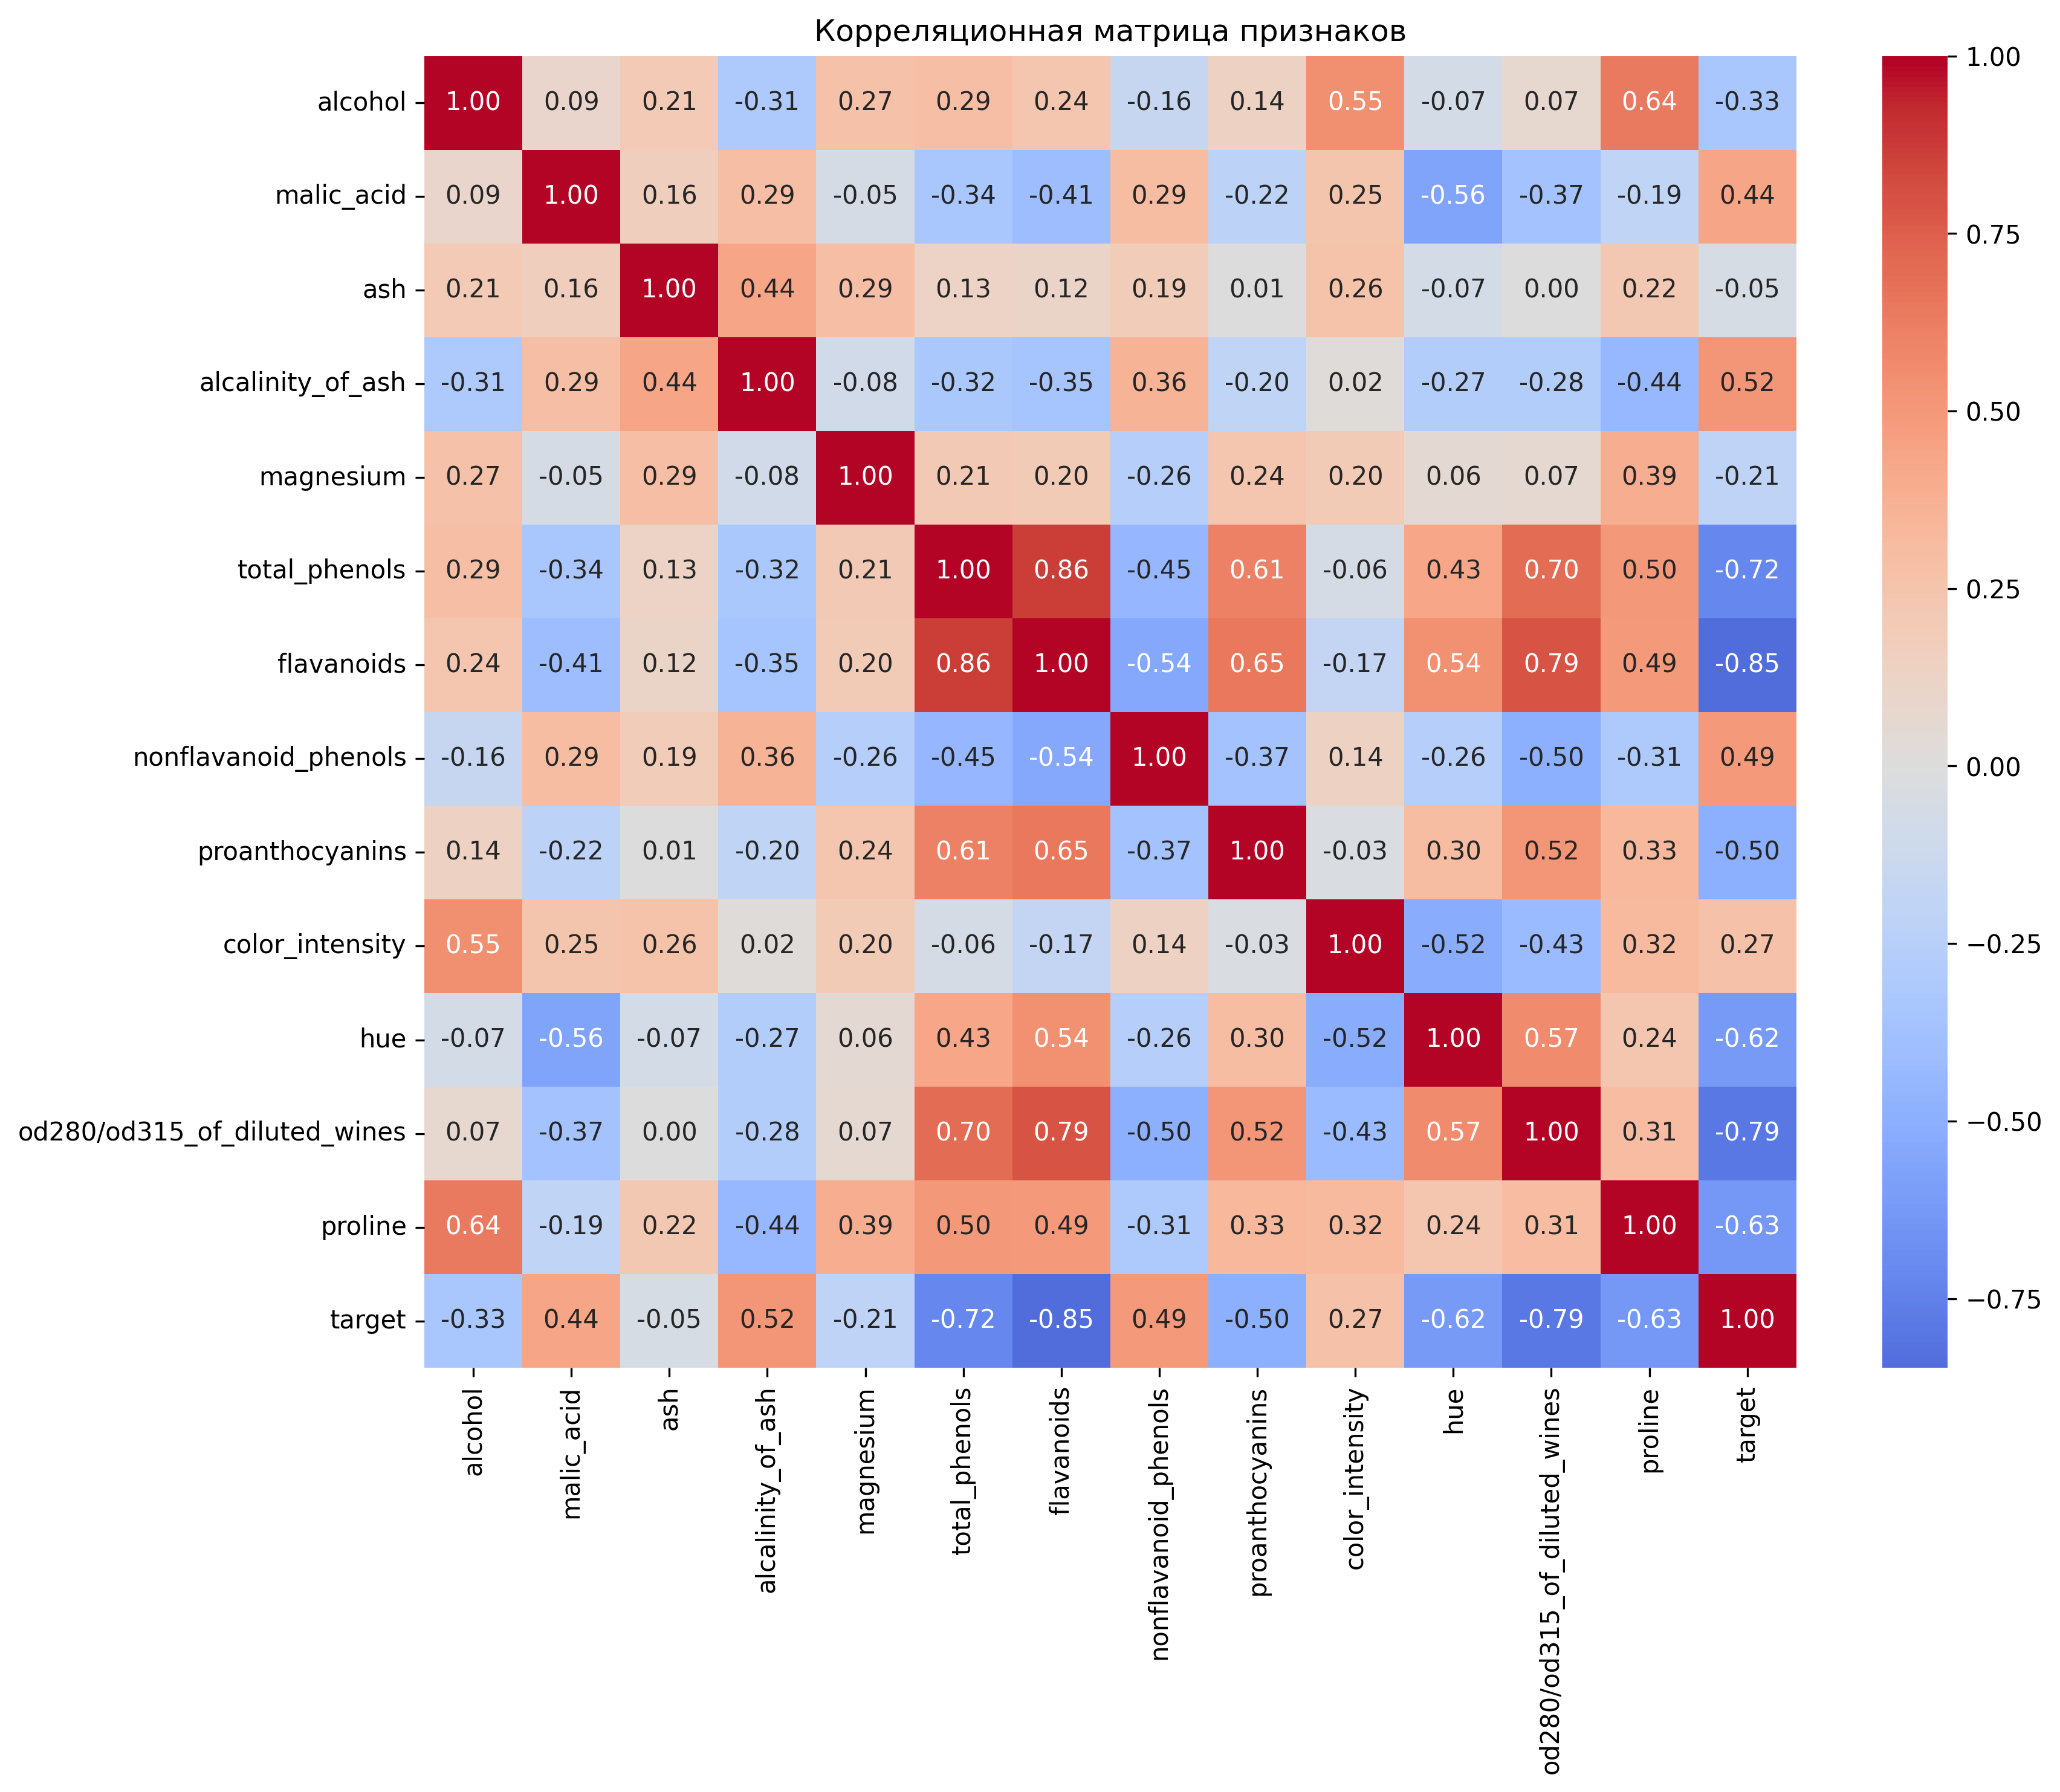 Корреляционная матрица признаков
alcohol 1.00 0.09 0.21 -0.31 0.27 0.29 0.24 -0.16 0.14 0.55 -0.07 0.07 0.64 -0.33
malic_acid 0.09 1.00 0.16 0.29 -0.05 -0.34 -0.41 0.29 -0.22 0.25 -0.56 -0.37 -0.19 0.44
ash 0.21 0.16 1.00 0.44 0.29 0.13 0.12 0.19 0.01 0.26 -0.07 0.00 0.22 -0.05
alcalinity_of_ash -0.31 0.29 0.44 1.00 -0.08 -0.32 -0.35 0.36 -0.20 0.02 -0.27 -0.28 -0.44 0.52
magnesium 0.27 -0.05 0.29 -0.08 1.00 0.21 0.20 -0.26 0.24 0.20 0.06 0.07 0.39 -0.21
total_phenols 0.29 -0.34 0.13 -0.32 0.21 1.00 0.86 -0.45 0.61 -0.06 0.43 0.70 0.50 -0.72
flavanoids 0.24 -0.41 0.12 -0.35 0.20 0.86 1.00 -0.54 0.65 -0.17 0.54 0.79 0.49 -0.85
nonflavanoid_phenols -0.16 0.29 0.19 0.36 -0.26 -0.45 -0.54 1.00 -0.37 0.14 -0.26 -0.50 -0.31 0.49
proanthocyanins 0.14 -0.22 0.01 -0.20 0.24 0.61 0.65 -0.37 1.00 -0.03 0.30 0.52 0.33 -0.50
color_intensity 0.55 0.25 0.26 0.02 0.20 -0.06 -0.17 0.14 -0.03 1.00 -0.52 -0.43 0.32 0.27
hue -0.07 -0.56 -0.07 -0.27 0.06 0.43 0.54 -0.26 0.30 -0.52 1.00 0.57 0.24 -0.62
od280/od315_of_diluted_wines 0.07 -0.37 0.00 -0.28 0.07 0.70 0.79 -0.50 0.52 -0.43 0.57 1.00 0.31 -0.79
proline 0.64 -0.19 0.22 -0.44 0.39 0.50 0.49 -0.31 0.33 0.32 0.24 0.31 1.00 -0.63
target -0.33 0.44 -0.05 0.52 -0.21 -0.72 -0.85 0.49 -0.50 0.27 -0.62 -0.79 -0.63 1.00
alcohol
malic_acid
ash
alcalinity_of_ash
magnesium
total_phenols
flavanoids
nonflavanoid_phenols
proanthocyanins
color_intensity
hue
od280/od315_of_diluted_wines
proline
target
1.00
0.75
0.50
0.25
0.00
−0.25
−0.50
−0.75